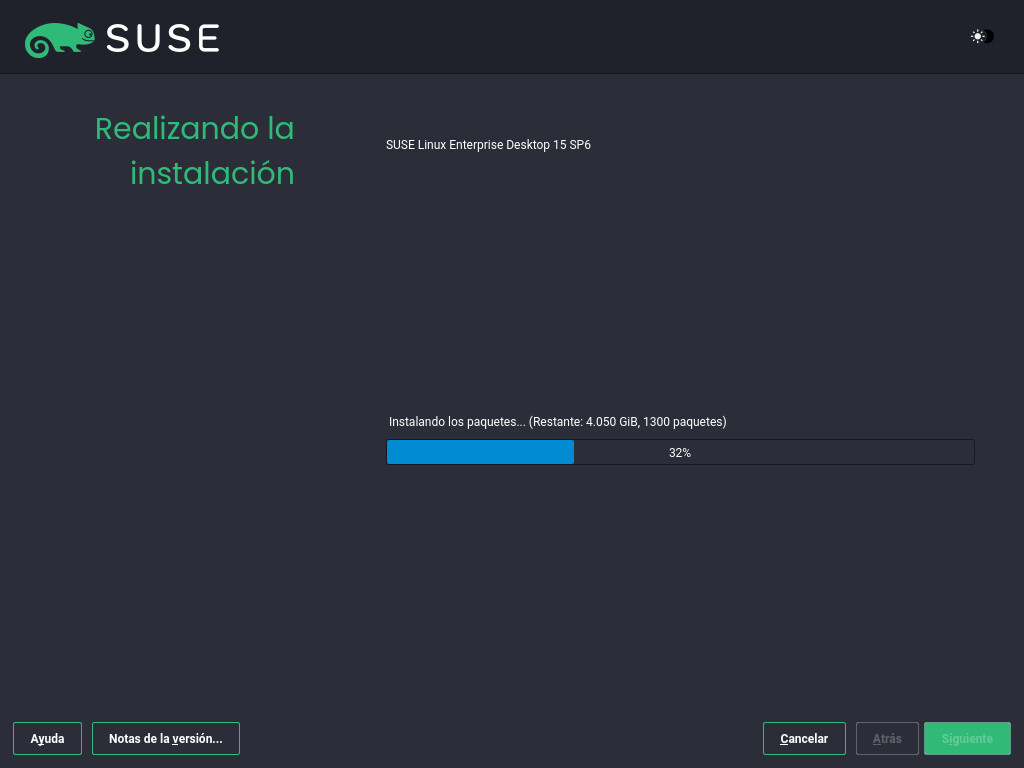 SUSE
Realizando la
instalación
SUSE Linux Enterprise Desktop 15 SP6
Instalando los paquetes... (Restante: 4.050 GiB, 1300 paquetes)
32%
Ayuda
Notas de la versión...
Cancelar
Atrás
Siguiente